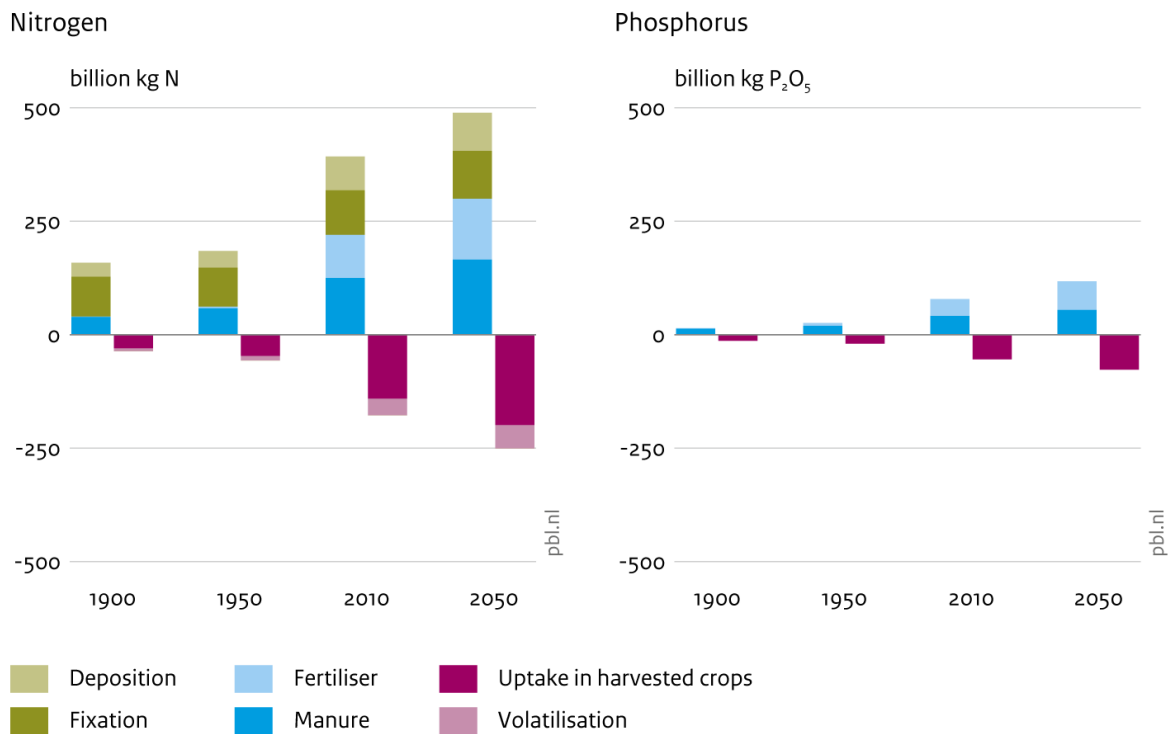 Nitrogen
billion kg N
500
250
0
-250
-500
1900 1950 2010 2050
pbl.nl
Phosphorus
billion kg P₂O₅
500
250
0
-250
-500
1900 1950 2010 2050
pbl.nl
Deposition
Fixation
Fertiliser
Manure
Uptake in harvested crops
Volatilisation